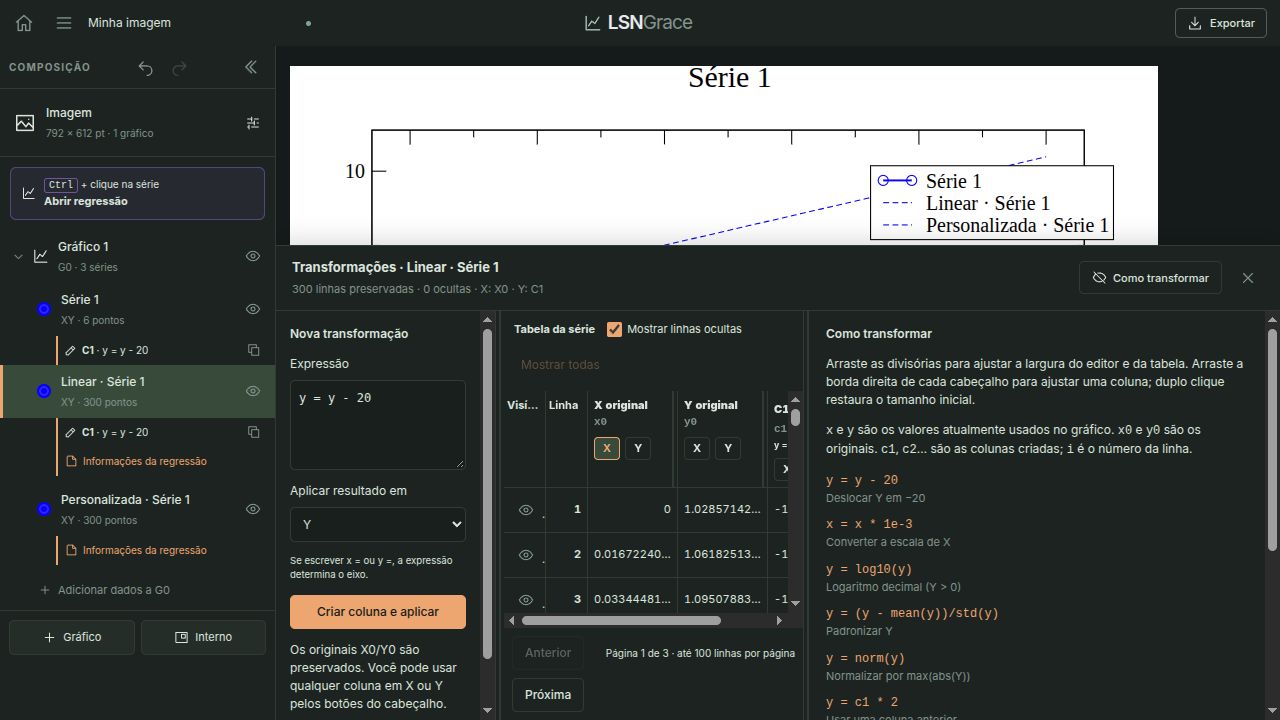 Minha imagem
LSNGrace
Exportar
COMPOSIÇÃO
Imagem
792 × 612 pt · 1 gráfico
Ctrl + clique na série
Abrir regressão
Gráfico 1
G0 · 3 séries
Série 1
XY · 6 pontos
C1 · y = y - 20
Linear · Série 1
XY · 300 pontos
C1 · y = y - 20
Informações da regressão
Personalizada · Série 1
XY · 300 pontos
Informações da regressão
Adicionar dados a G0
Gráfico
Interno
Série 1
10
Série 1
Linear · Série 1
Personalizada · Série 1
Transformações · Linear · Série 1
300 linhas preservadas · 0 ocultas · X: X0 · Y: C1
Como transformar
Nova transformação
Expressão
y = y - 20
Aplicar resultado em
Y
Se escrever x = ou y =, a expressão
determina o eixo.
Criar coluna e aplicar
Os originais X0/Y0 são
preservados. Você pode usar
qualquer coluna em X ou Y
pelos botões do cabeçalho.
Tabela da série
Mostrar linhas ocultas
Mostrar todas
Visí... Linha X original Y original C1
x0 y0 c1
y =
X Y X Y X
1 0 1.02857142... -1
2 0.01672240... 1.06182513... -1
3 0.03344481... 1.09507883... -1
Anterior
Página 1 de 3 · até 100 linhas por página
Próxima
Como transformar
Arraste as divisórias para ajustar a largura do editor e da tabela. Arraste a
borda direita de cada cabeçalho para ajustar uma coluna; duplo clique
restaura o tamanho inicial.
x e y são os valores atualmente usados no gráfico. x0 e y0 são os
originais. c1, c2... são as colunas criadas; i é o número da linha.
y = y - 20
Deslocar Y em −20
x = x * 1e-3
Converter a escala de X
y = log10(y)
Logaritmo decimal (Y > 0)
y = (y - mean(y))/std(y)
Padronizar Y
y = norm(y)
Normalizar por max(abs(Y))
y = c1 * 2
Usar uma coluna anterior